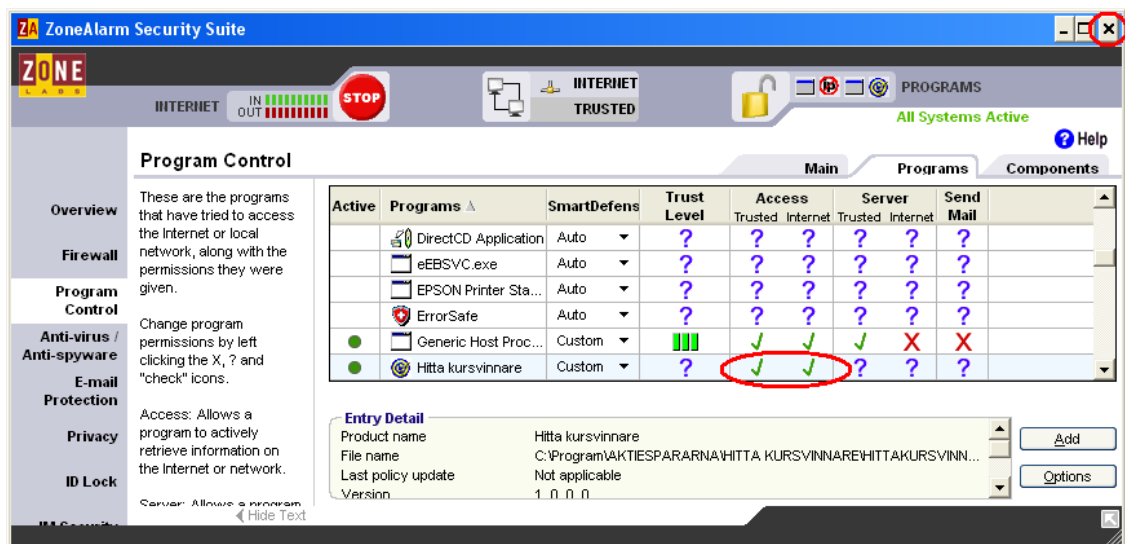 ZA ZoneAlarm Security Suite
ZONE
LABS
INTERNET IN OUT STOP INTERNET TRUSTED PROGRAMS
All Systems Active
Help
Program Control
Main Programs Components
Overview
Firewall
Program
Control
Anti-virus /
Anti-spyware
E-mail
Protection
Privacy
ID Lock
These are the programs
that have tried to access
the Internet or local
network, along with the
permissions they were
given.
Change program
permissions by left
clicking the X, ? and
"check" icons.
Access: Allows a
program to actively
retrieve information on
the Internet or network.
Server: Allows a program
Hide Text
Active Programs SmartDefens Trust Level Access Server Send Mail
Trusted Internet Trusted Internet
DirectCD Application Auto ? ? ? ? ? ?
eEBSVC.exe Auto ? ? ? ? ? ?
EPSON Printer Sta... Auto ? ? ? ? ? ?
ErrorSafe Auto ? ? ? ? ? ?
Generic Host Proc... Custom √ √ √ X X
Hitta kursvinnare Custom ? √ √ ? ? ?
Entry Detail
Product name Hitta kursvinnare
File name C:\Program\AKTIESPARARNA\HITTA KURSVINNARE\HITTAKURSVINN...
Last policy update Not applicable
Version 1.0.0.0
Add
Options